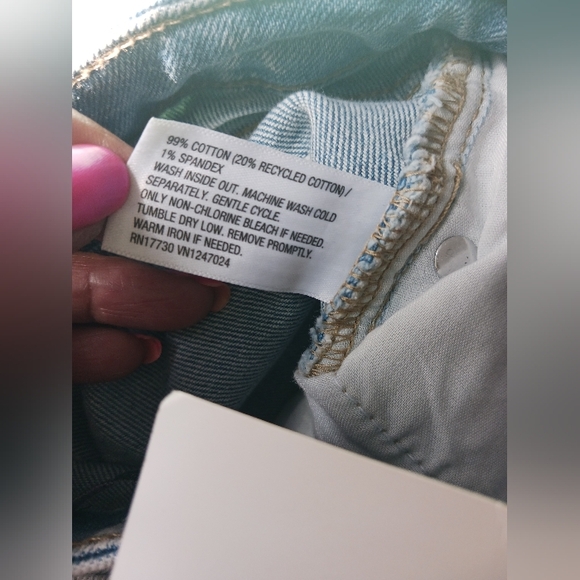 99% COTTON (20% RECYCLED COTTON)/
1% SPANDEX
WASH INSIDE OUT. MACHINE WASH COLD
SEPARATELY. GENTLE CYCLE.
ONLY NON-CHLORINE BLEACH IF NEEDED.
TUMBLE DRY LOW. REMOVE PROMPTLY.
WARM IRON IF NEEDED.
RN17730 VN1247024